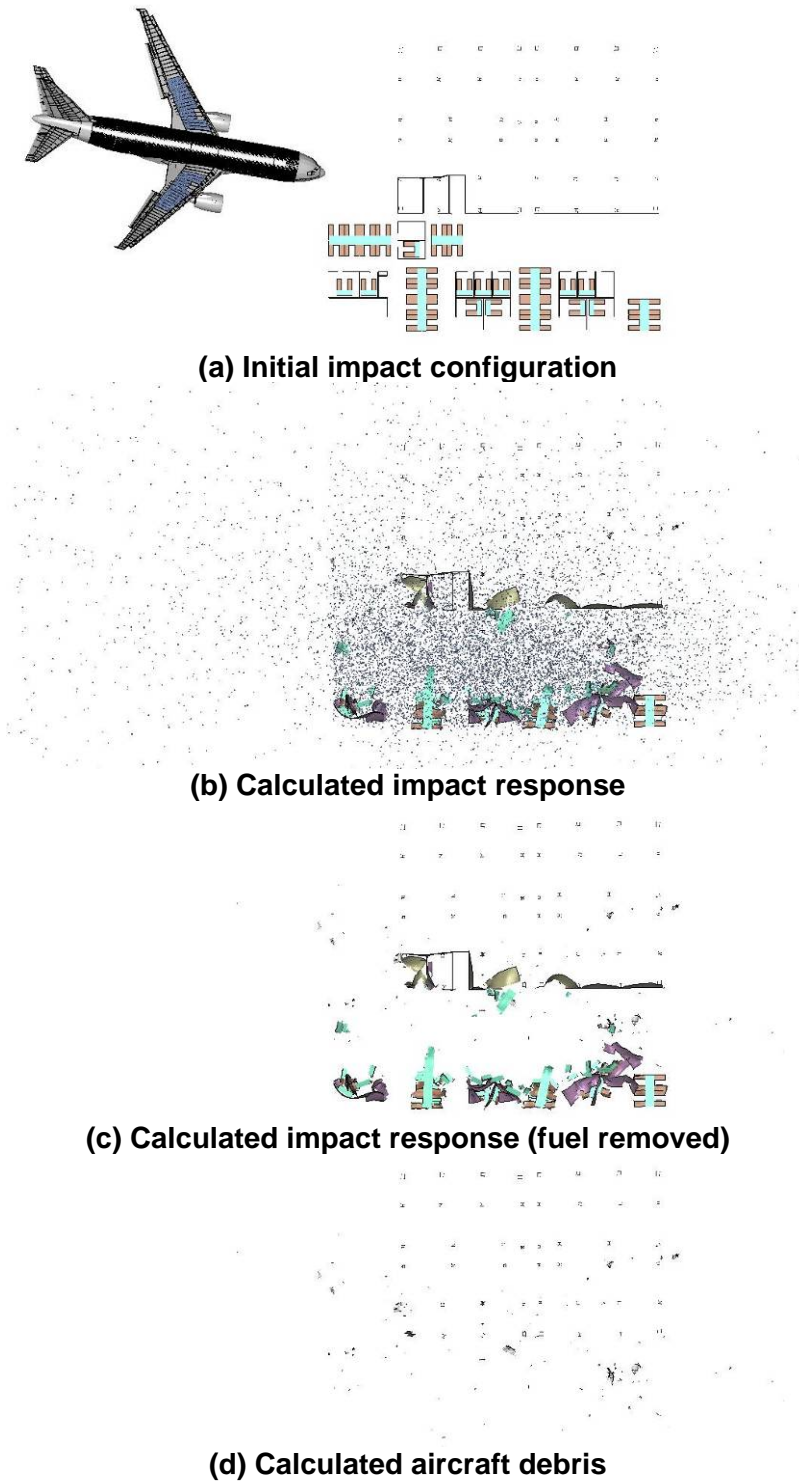 (a) Initial impact configuration
(b) Calculated impact response
(c) Calculated impact response (fuel removed)
(d) Calculated aircraft debris